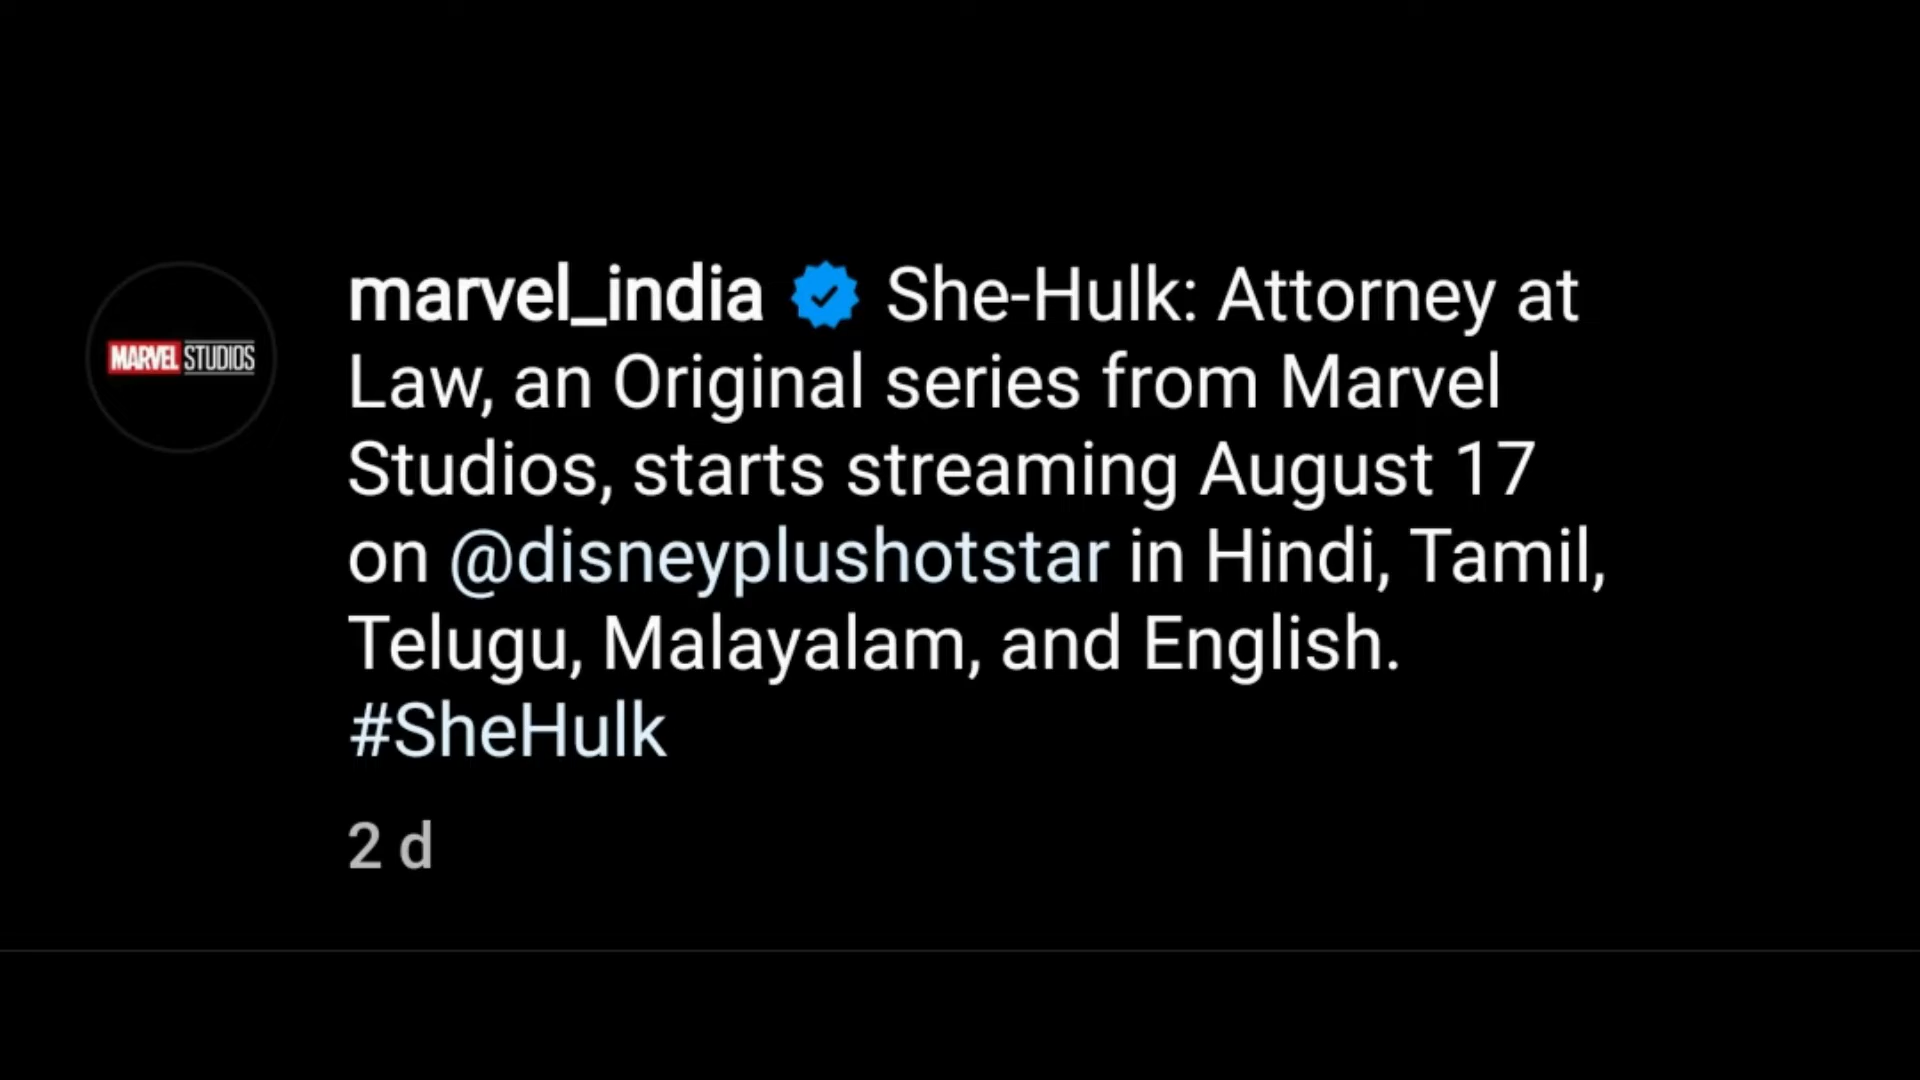 MARVEL STUDIOS
marvel_india She-Hulk: Attorney at
Law, an Original series from Marvel
Studios, starts streaming August 17
on @disneyplushotstar in Hindi, Tamil,
Telugu, Malayalam, and English.
#SheHulk
2 d